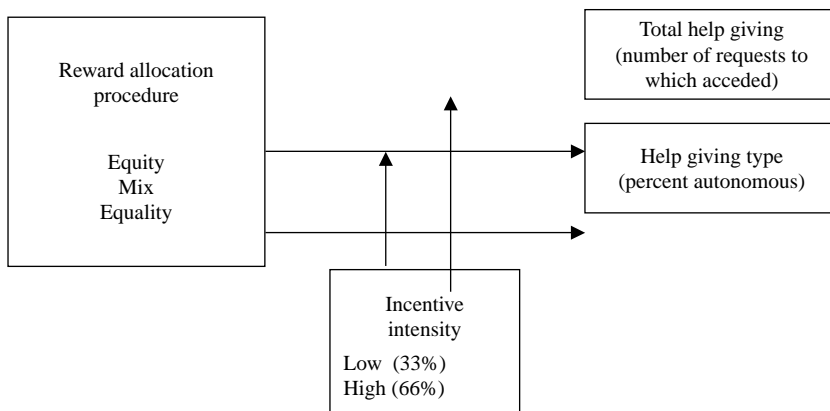 Reward allocation
procedure
Equity
Mix
Equality
Total help giving
(number of requests to
which acceded)
Help giving type
(percent autonomous)
Incentive
intensity
Low (33%)
High (66%)